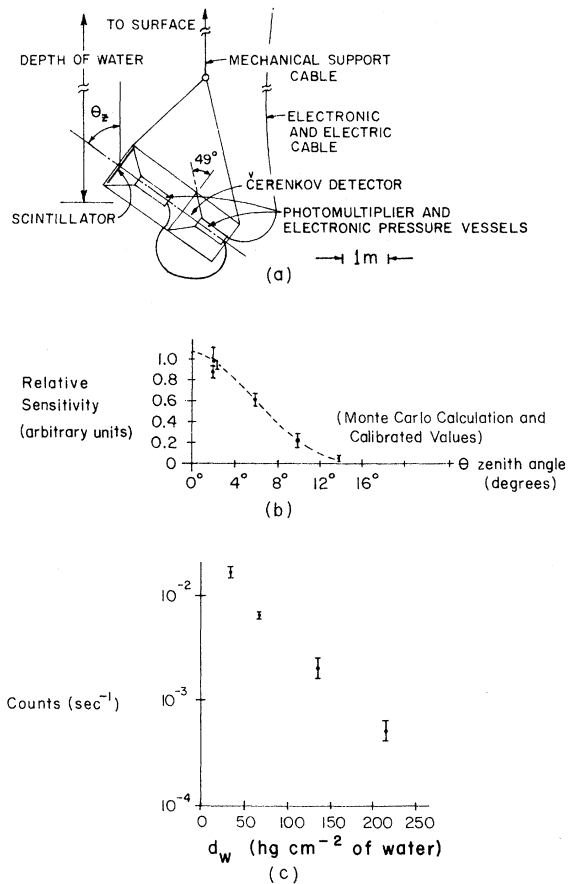 TO SURFACE
DEPTH OF WATER
MECHANICAL SUPPORT
CABLE
θz
ELECTRONIC
AND ELECTRIC
CABLE
49°
ČERENKOV DETECTOR
SCINTILLATOR
PHOTOMULTIPLIER AND
ELECTRONIC PRESSURE VESSELS
1m
(a)
Relative
Sensitivity
(arbitrary units)
1.0
0.8
0.6
0.4
0.2
0
(Monte Carlo Calculation and
Calibrated Values)
0° 4° 8° 12° 16°
θ zenith angle
(degrees)
(b)
Counts (sec⁻¹)
10⁻²
10⁻³
10⁻⁴
0 50 100 150 200 250
dw (hg cm⁻² of water)
(c)